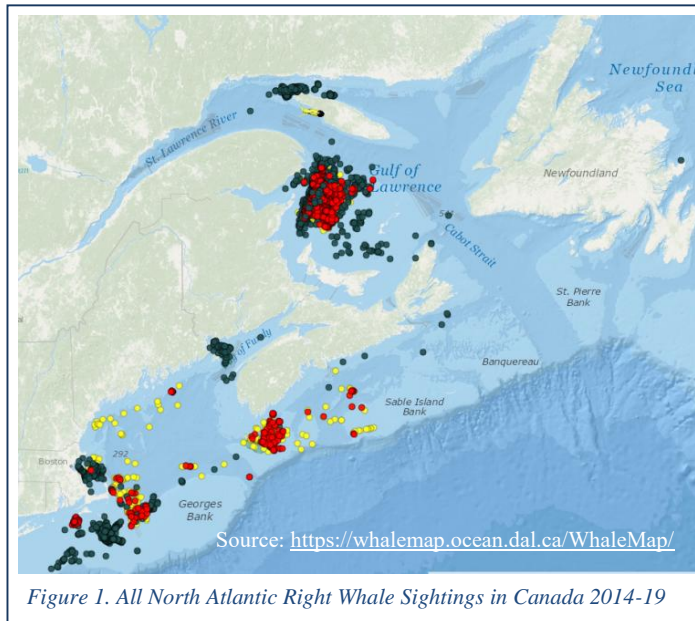 Newfoundland
Sea
St. Lawrence River
Gulf of
Lawrence
Newfoundland
Cabot Strait
St. Pierre
Bank
of Fundy
Banquereau
Sable Island
Bank
Boston
292
Georges
Bank
Source: https://whalemap.ocean.dal.ca/WhaleMap/
Figure 1. All North Atlantic Right Whale Sightings in Canada 2014-19